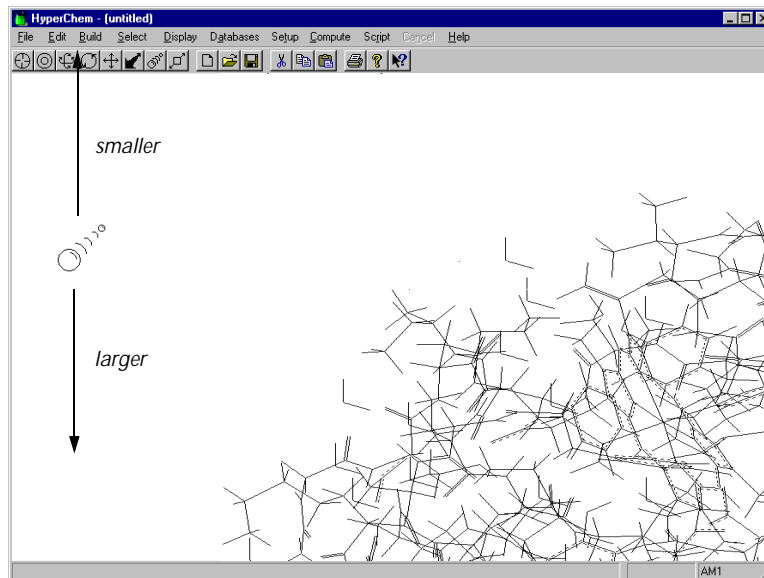 HyperChem - (untitled)
File Edit Build Select Display Databases Setup Compute Script Cancel Help
smaller
larger
AM1